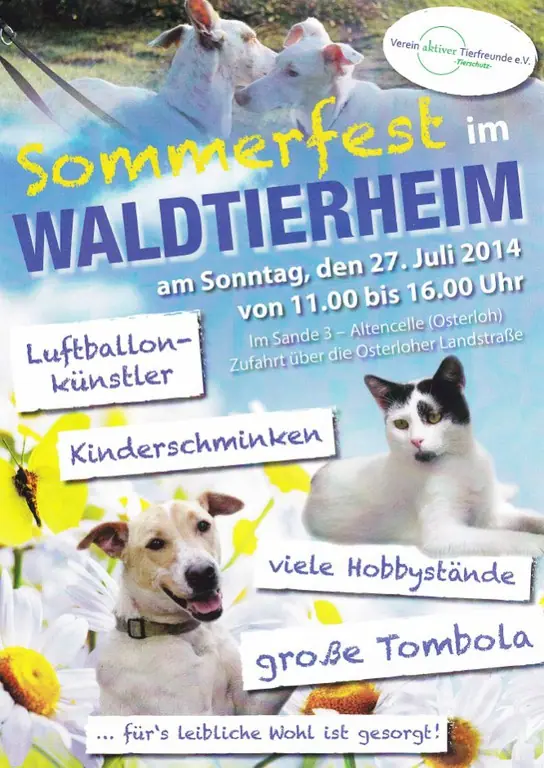 Verein aktiver Tierfreunde e.V.
-Tierschutz-
Sommerfest im
WALDTIERHEIM
am Sonntag, den 27. Juli 2014
von 11.00 bis 16.00 Uhr
Im Sande 3 – Altencelle (Osterloh)
Zufahrt über die Osterloher Landstraße
Luftballon-
künstler
Kinderschminken
viele Hobbystände
große Tombola
... für's leibliche Wohl ist gesorgt!